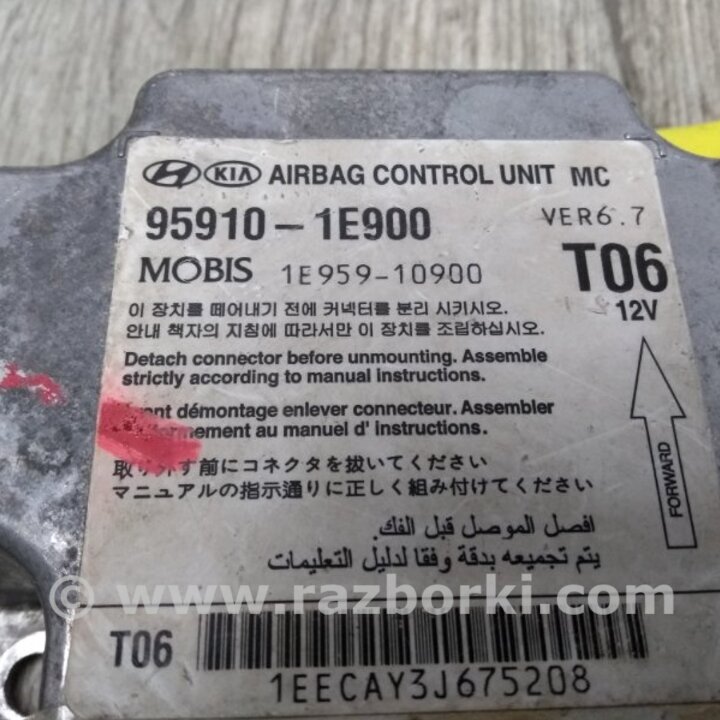 KIA AIRBAG CONTROL UNIT MC
95910-1E900 VER6.7
MOBIS 1E959-10900 T06
12V
이 장치를 떼어내기 전에 커넥터를 분리 시키시오.
안내 책자의 지침에 따라서만 이 장치를 조립하십시오.
Detach connector before unmounting. Assemble
strictly according to manual instructions.
démontage enlever connecteur. Assembler
au manuel d' Instructions.
取り外す前にコネクタを抜いてください
マニュアルの指示通りに正しく組み付けてください
FORWARD
افصل الموصل قبل الفك.
يتم تجميعه بدقة وفقا لدليل التعليمات
© www.razborki.com
T06
1EECAY3J675208